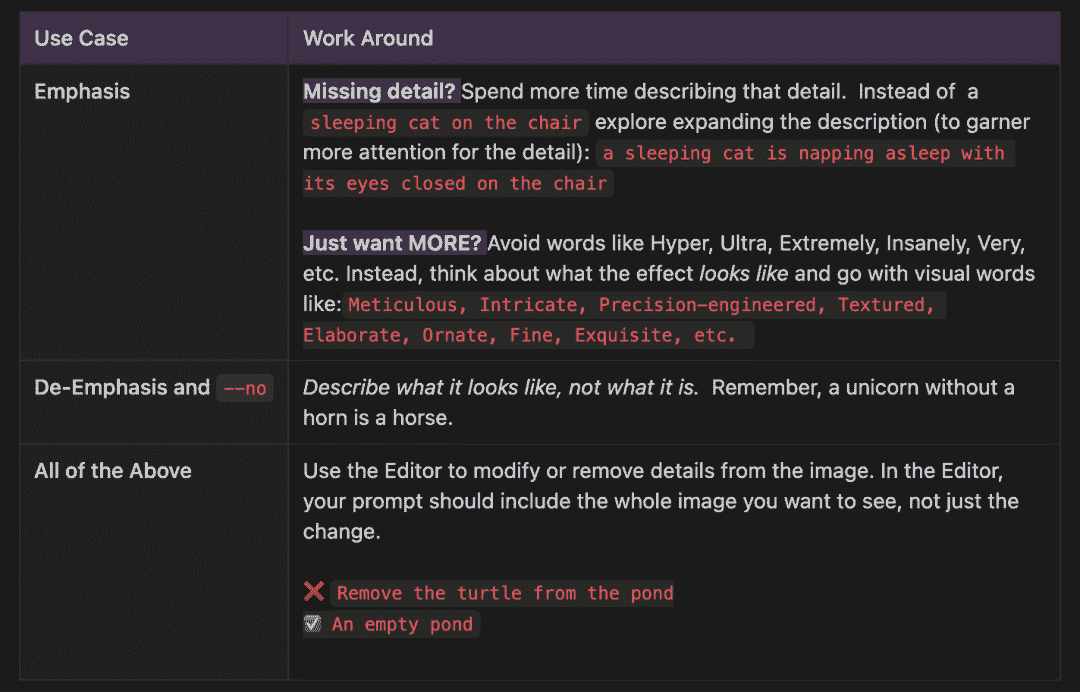 Use Case
Work Around
Emphasis
Missing detail? Spend more time describing that detail. Instead of a
sleeping cat on the chair explore expanding the description (to garner
more attention for the detail): a sleeping cat is napping asleep with
its eyes closed on the chair
Just want MORE? Avoid words like Hyper, Ultra, Extremely, Insanely, Very,
etc. Instead, think about what the effect looks like and go with visual words
like: Meticulous, Intricate, Precision-engineered, Textured,
Elaborate, Ornate, Fine, Exquisite, etc.
De-Emphasis and --no
Describe what it looks like, not what it is. Remember, a unicorn without a
horn is a horse.
All of the Above
Use the Editor to modify or remove details from the image. In the Editor,
your prompt should include the whole image you want to see, not just the
change.
❌ Remove the turtle from the pond
☑ An empty pond